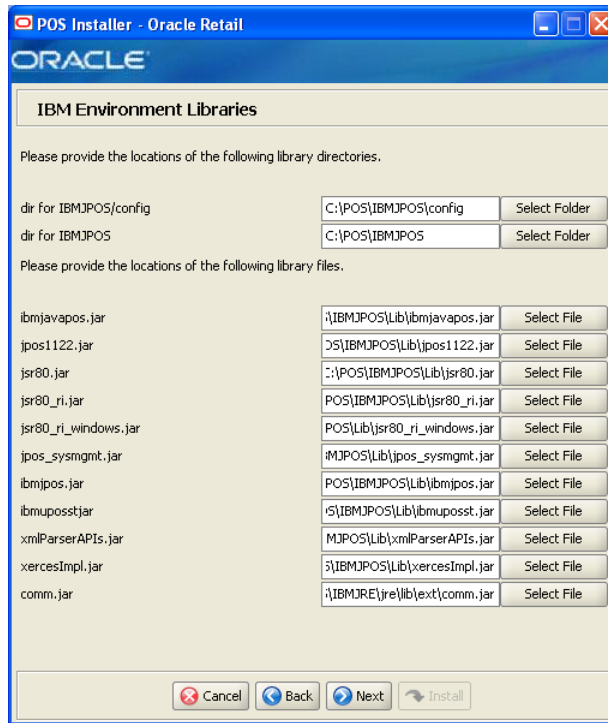 POS Installer - Oracle Retail
ORACLE
IBM Environment Libraries
Please provide the locations of the following library directories.
dir for IBMJPOS/config C:\POS\IBMJPOS\config Select Folder
dir for IBMJPOS C:\POS\IBMJPOS Select Folder
Please provide the locations of the following library files.
ibmjavapos.jar \IBMJPOS\Lib\ibmjavapos.jar Select File
jpos1122.jar OS\IBMJPOS\Lib\jpos1122.jar Select File
jsr80.jar :\POS\IBMJPOS\Lib\jsr80.jar Select File
jsr80_ri.jar POS\IBMJPOS\Lib\jsr80_ri.jar Select File
jsr80_ri_windows.jar POS\Lib\jsr80_ri_windows.jar Select File
jpos_sysmgmt.jar MJPOS\Lib\jpos_sysmgmt.jar Select File
ibmjpos.jar POS\IBMJPOS\Lib\ibmjpos.jar Select File
ibmuposstjar S\IBMJPOS\Lib\ibmuposst.jar Select File
xmlParserAPIs.jar MJPOS\Lib\xmlParserAPIs.jar Select File
xercesImpl.jar \IBMJPOS\Lib\xercesImpl.jar Select File
comm.jar \IBMJRE\jre\lib\ext\comm.jar Select File
Cancel Back Next Install